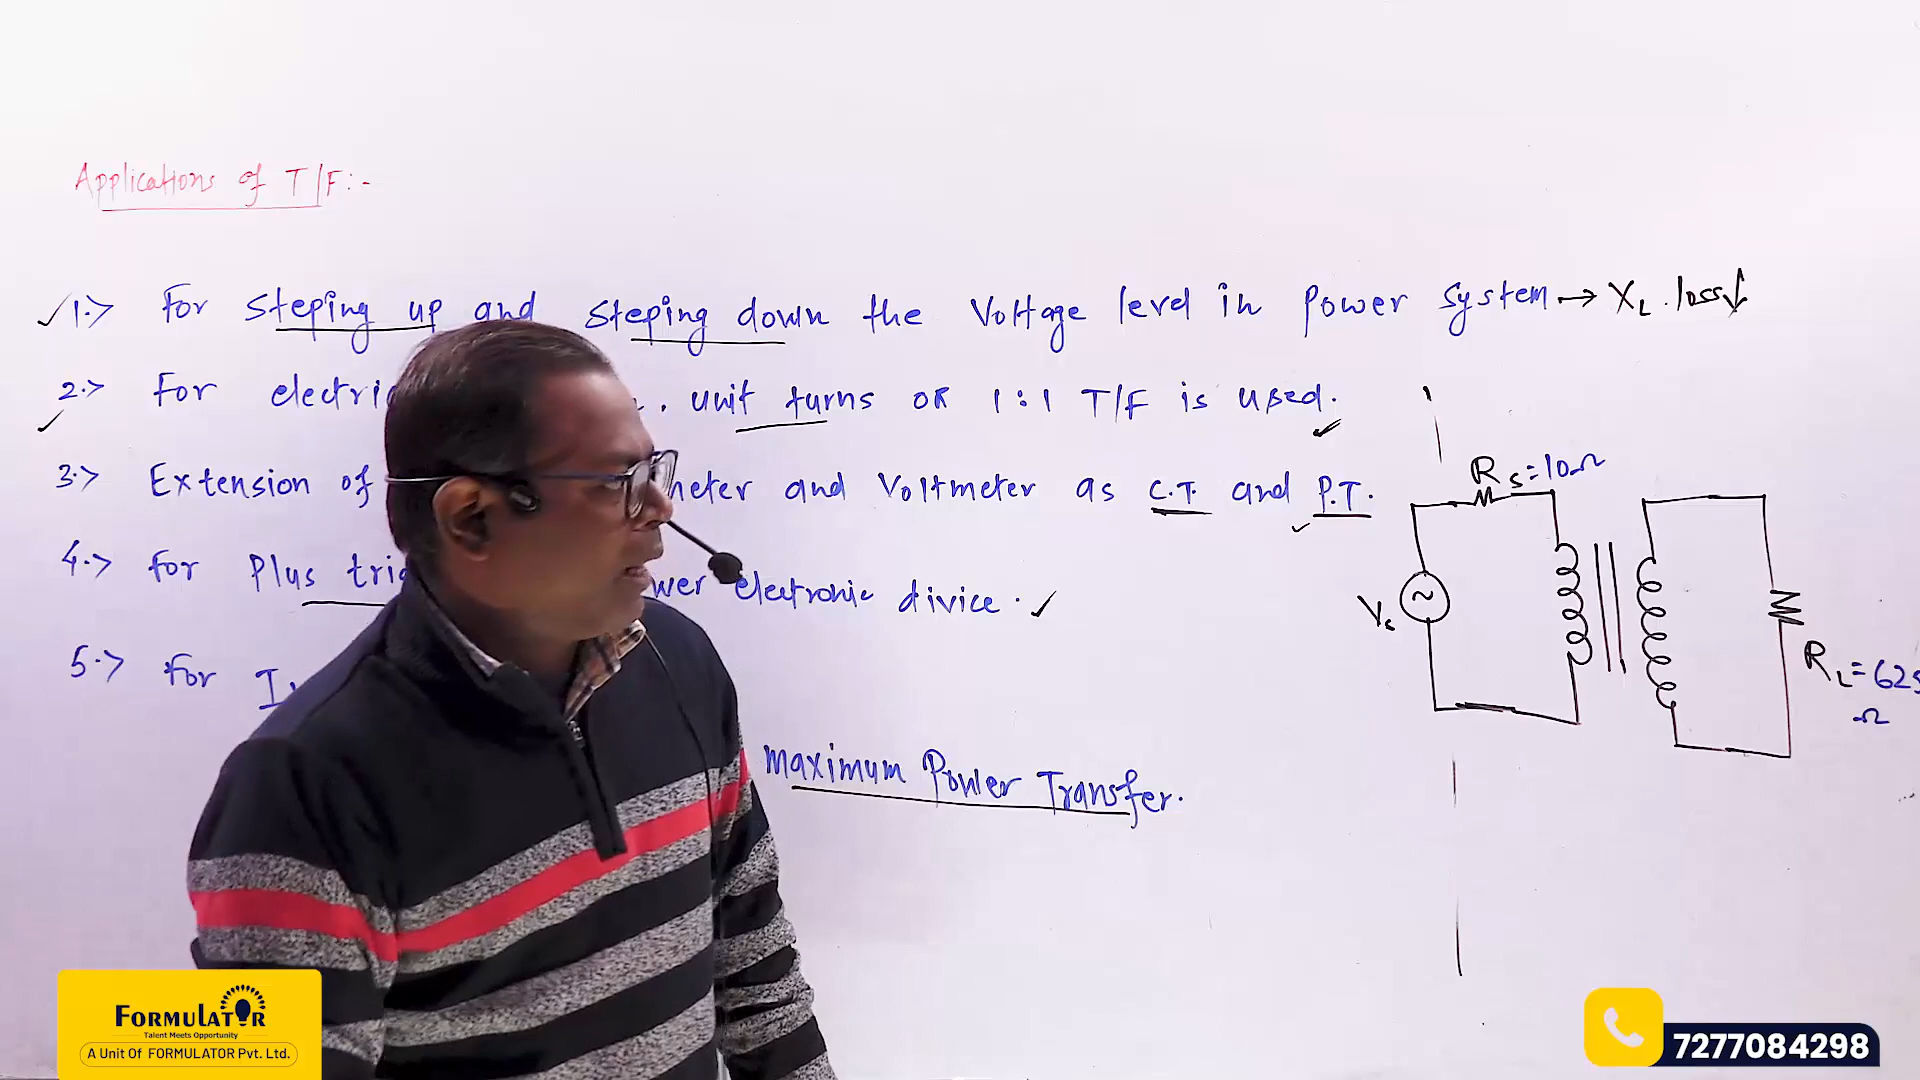 Applications of T/F:-
1.> For steping up and steping down the Voltage level in Power system → XL loss↓
2.> For electri . unit turns OR 1:1 T/F is used.
3.> Extension of meter and Voltmeter as C.T. and P.T.
4.> For Plus tri wer electronic divice.
5.> For
maximum Power Transfer.
Rs=10Ω
Vs
~
RL=625
Ω
FORMULATOR
Talent Meets Opportunity
A Unit Of FORMULATOR Pvt. Ltd.
7277084298